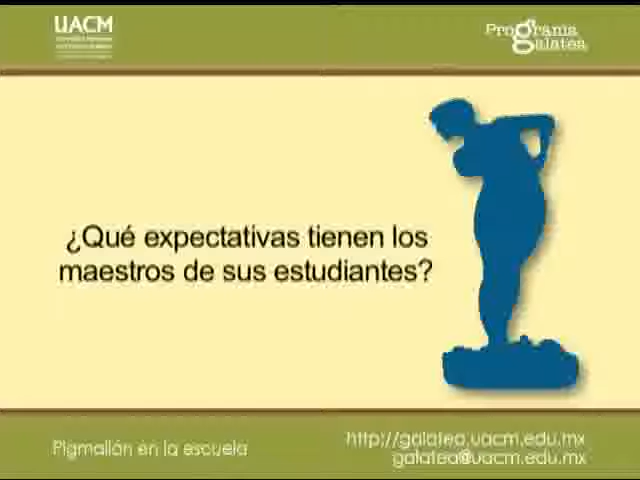 UACM
Programa
Galatea
¿Qué expectativas tienen los
maestros de sus estudiantes?
Pigmalión en la escuela
http://galatea.uacm.edu.mx
galatea@uacm.edu.mx